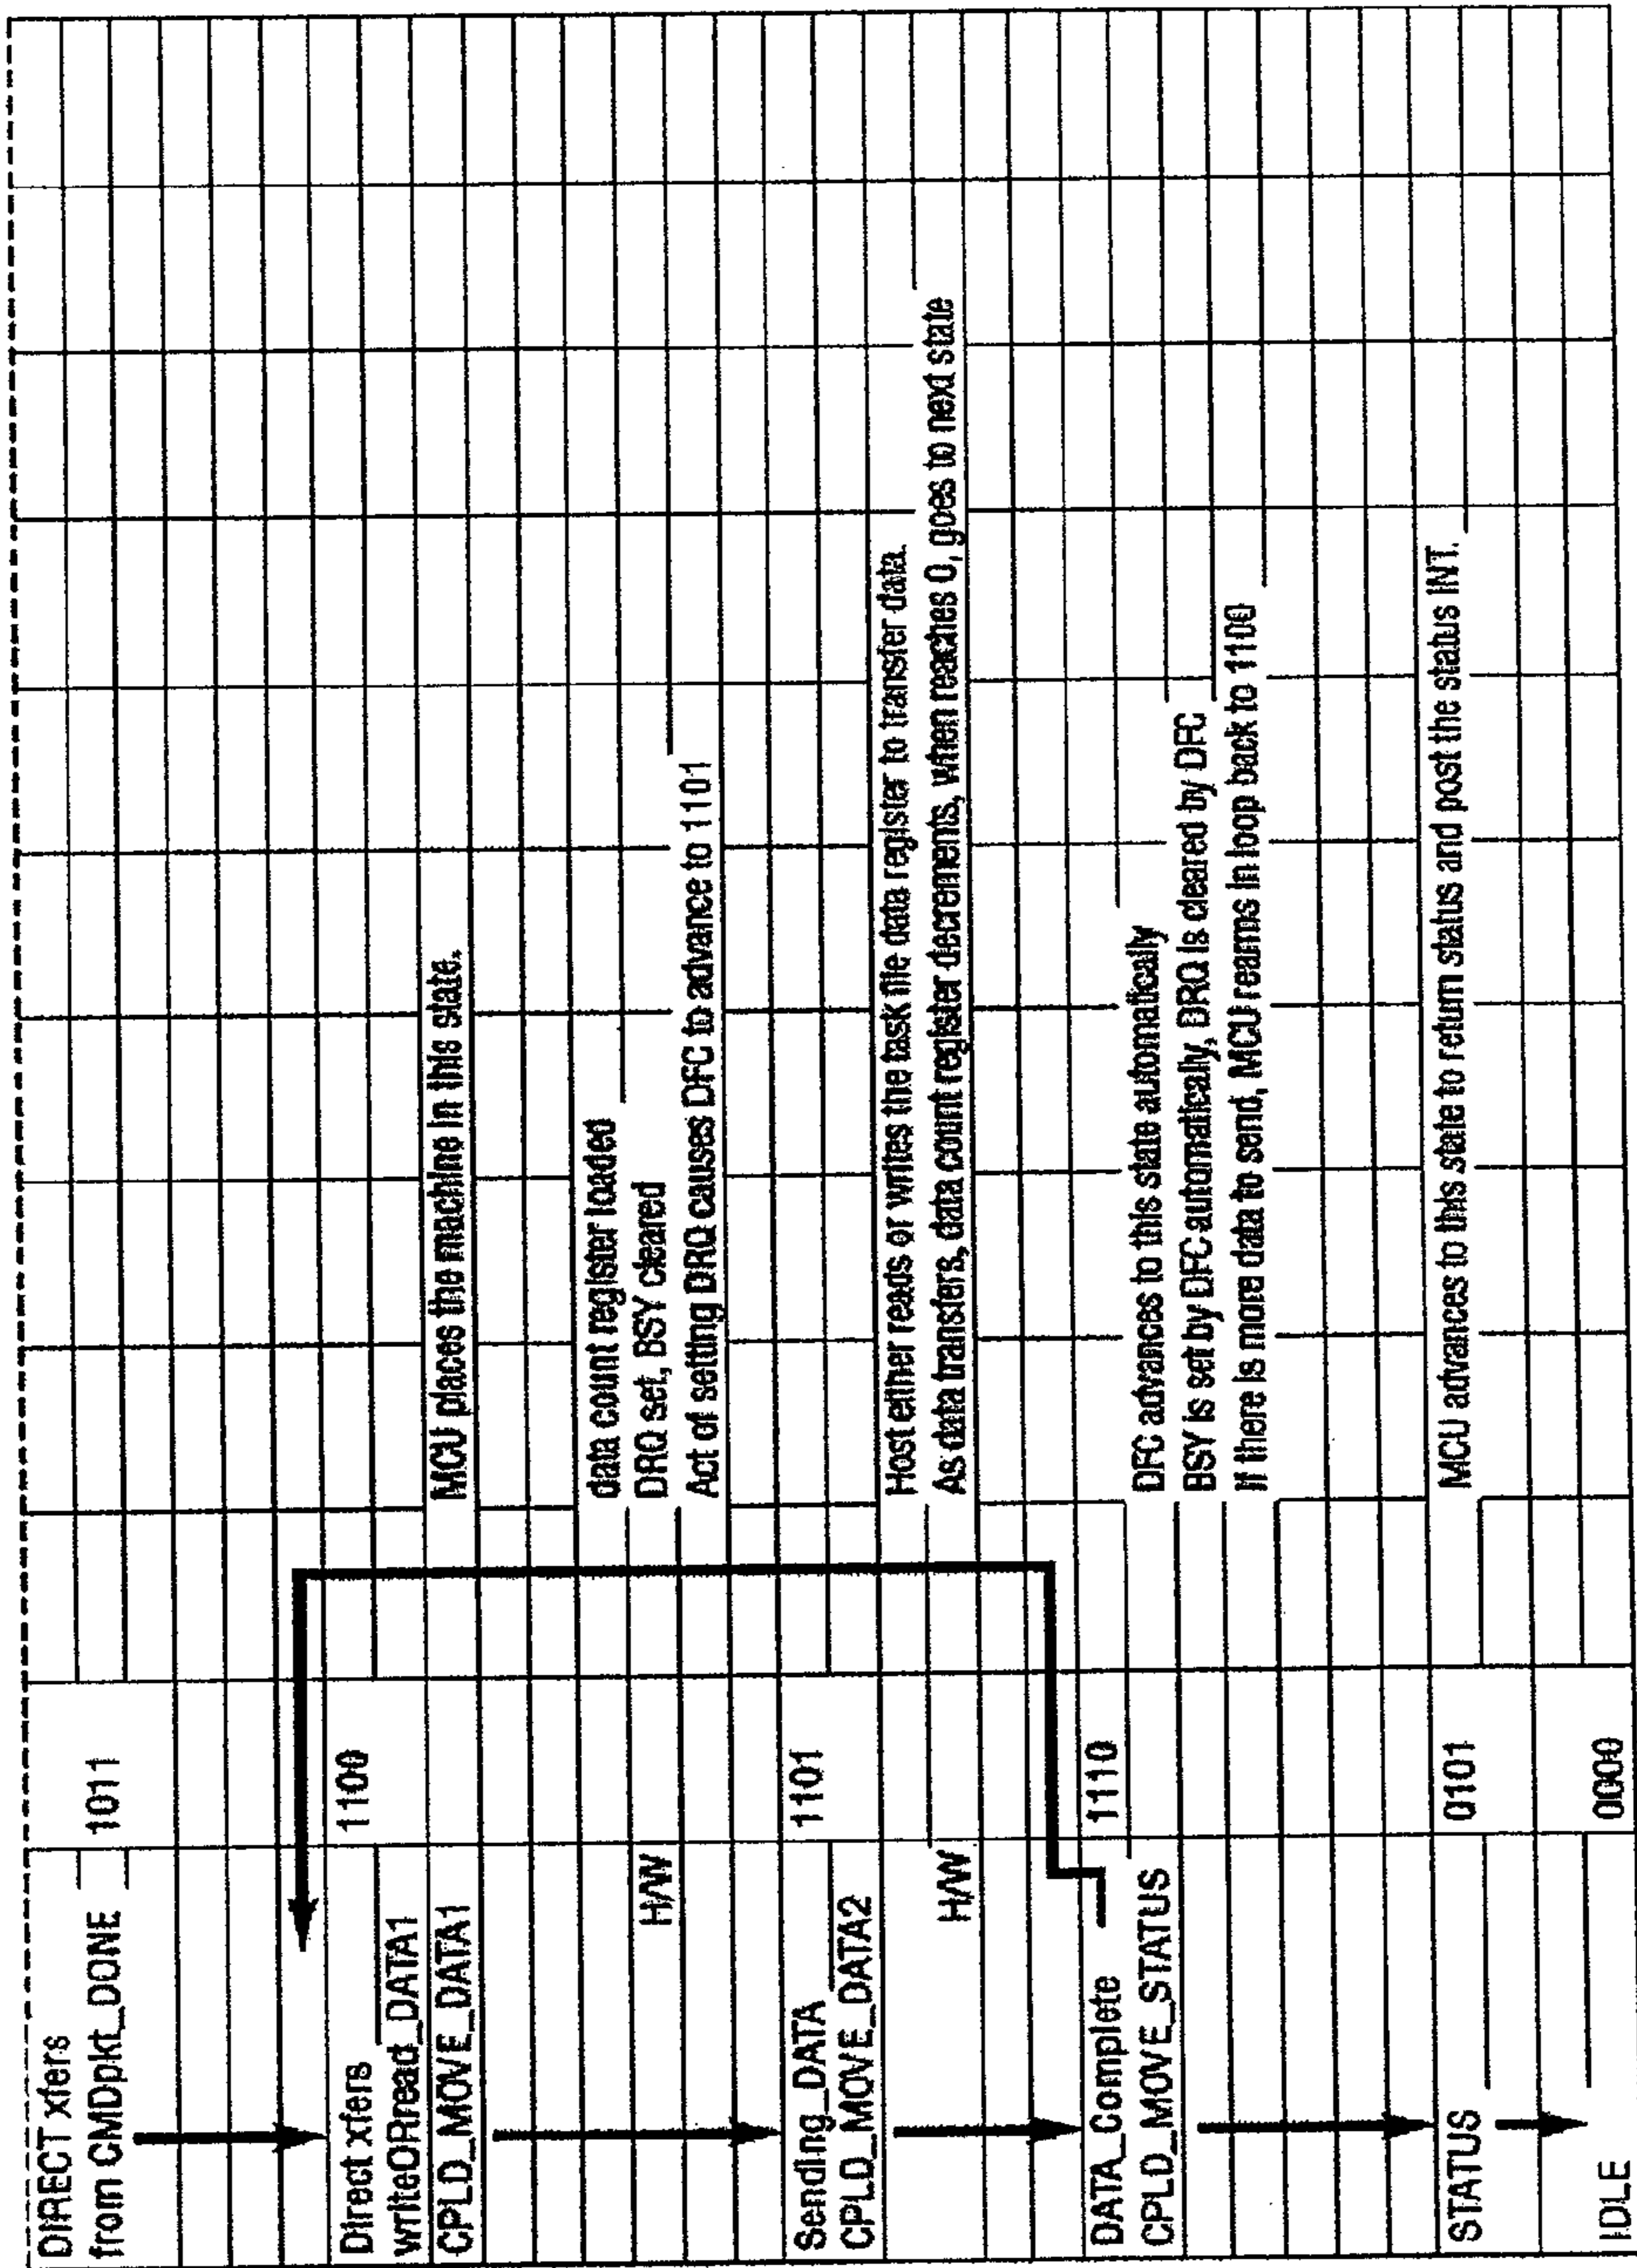 DIRECT xfers
from CMDpkt_DONE 1011
Direct xfers 1100
writeORread_DATA1
CPLD_MOVE_DATA1 MCU places the machine in this state.
data count register loaded
H/W DRQ set, BSY cleared
Act of setting DRQ causes DFC to advance to 1101
Sending_DATA 1101
CPLD_MOVE_DATA2
Host either reads or writes the task file data register to transfer data.
H/W As data transfers, data count register decrements, when reaches 0, goes to next state
DATA_Complete 1110
CPLD_MOVE_STATUS DFC advances to this state automatically
BSY is set by DFC automatically, DRQ is cleared by DFC
If there is more data to send, MCU rearms in loop back to 1100
STATUS 0101 MCU advances to this state to return status and post the status INT.
IDLE 0000